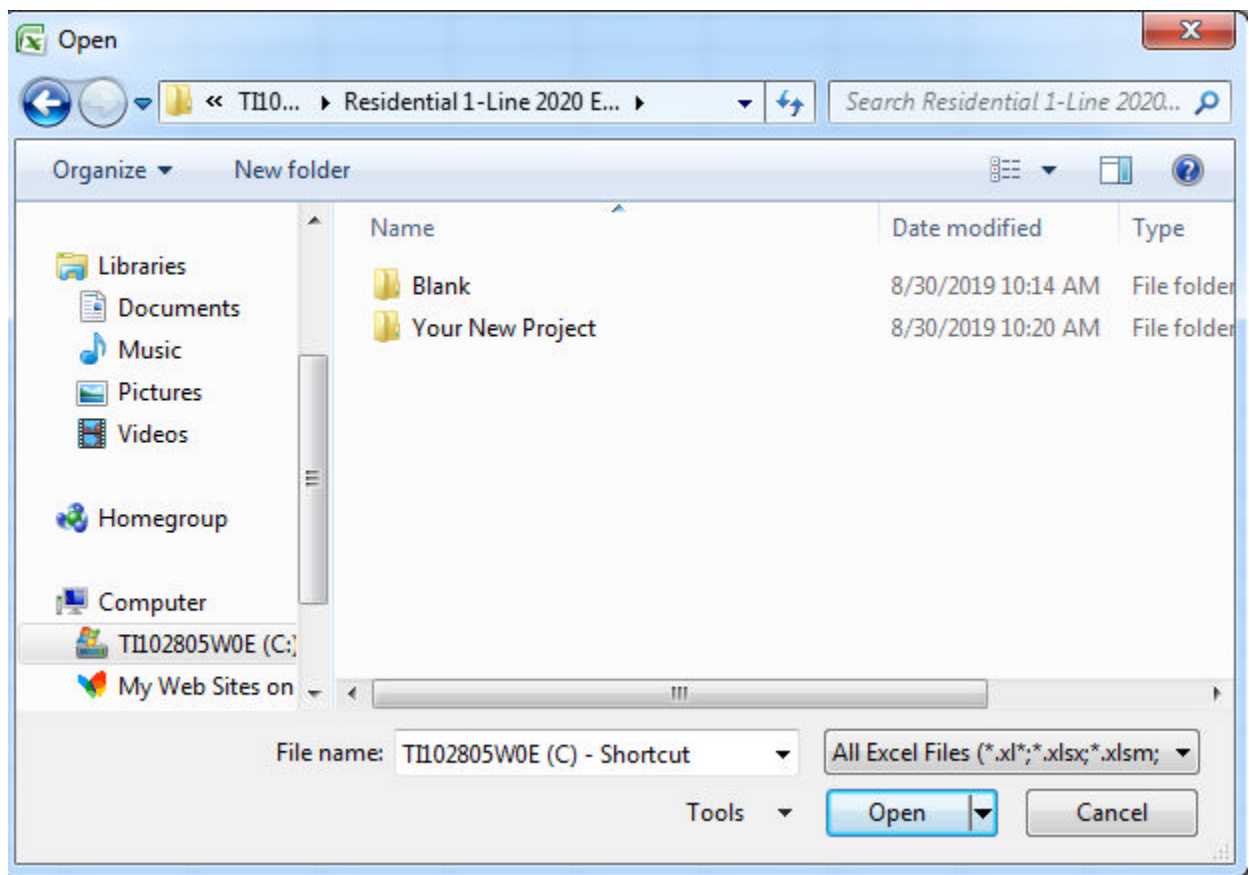 Open
« TI10... Residential 1-Line 2020 E... Search Residential 1-Line 2020...
Organize New folder
Name Date modified Type
Libraries
Documents
Music
Pictures
Videos
Homegroup
Computer
TI102805W0E (C:)
My Web Sites on
Blank 8/30/2019 10:14 AM File folder
Your New Project 8/30/2019 10:20 AM File folder
File name: TI102805W0E (C) - Shortcut All Excel Files (*.xl*;*.xlsx;*.xlsm;
Tools Open Cancel